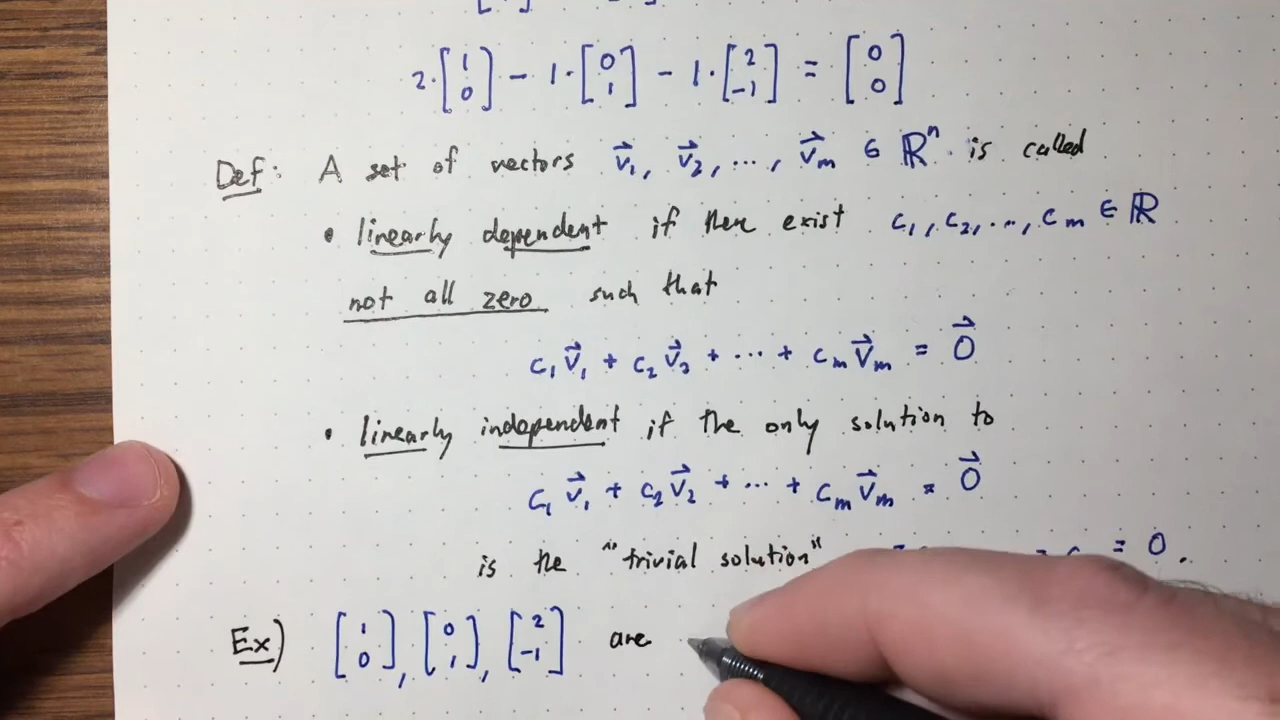 2·[1 0] − 1·[0 1] − 1·[2 −1] = [0 0]
Def: A set of vectors v⃗₁, v⃗₂, ..., v⃗ₘ ∈ ℝⁿ is called
• linearly dependent if there exist c₁, c₂, ..., cₘ ∈ ℝ
not all zero such that
c₁v⃗₁ + c₂v⃗₂ + ··· + cₘv⃗ₘ = 0⃗
• linearly independent if the only solution to
c₁v⃗₁ + c₂v⃗₂ + ··· + cₘv⃗ₘ = 0⃗
is the "trivial solution" = 0.
Ex) [1 0], [0 1], [2 −1] are